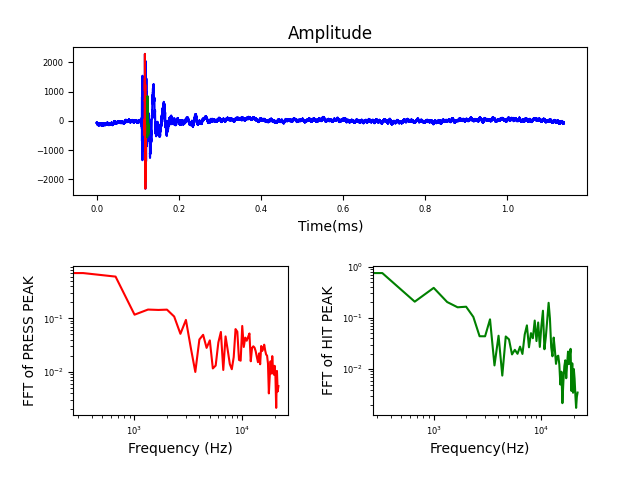 Amplitude
2000
1000
0
−1000
−2000
0.0 0.2 0.4 0.6 0.8 1.0
Time(ms)
FFT of PRESS PEAK
10⁻¹
10⁻²
10³ 10⁴
Frequency (Hz)
FFT of HIT PEAK
10⁰
10⁻¹
10⁻²
10³ 10⁴
Frequency(Hz)